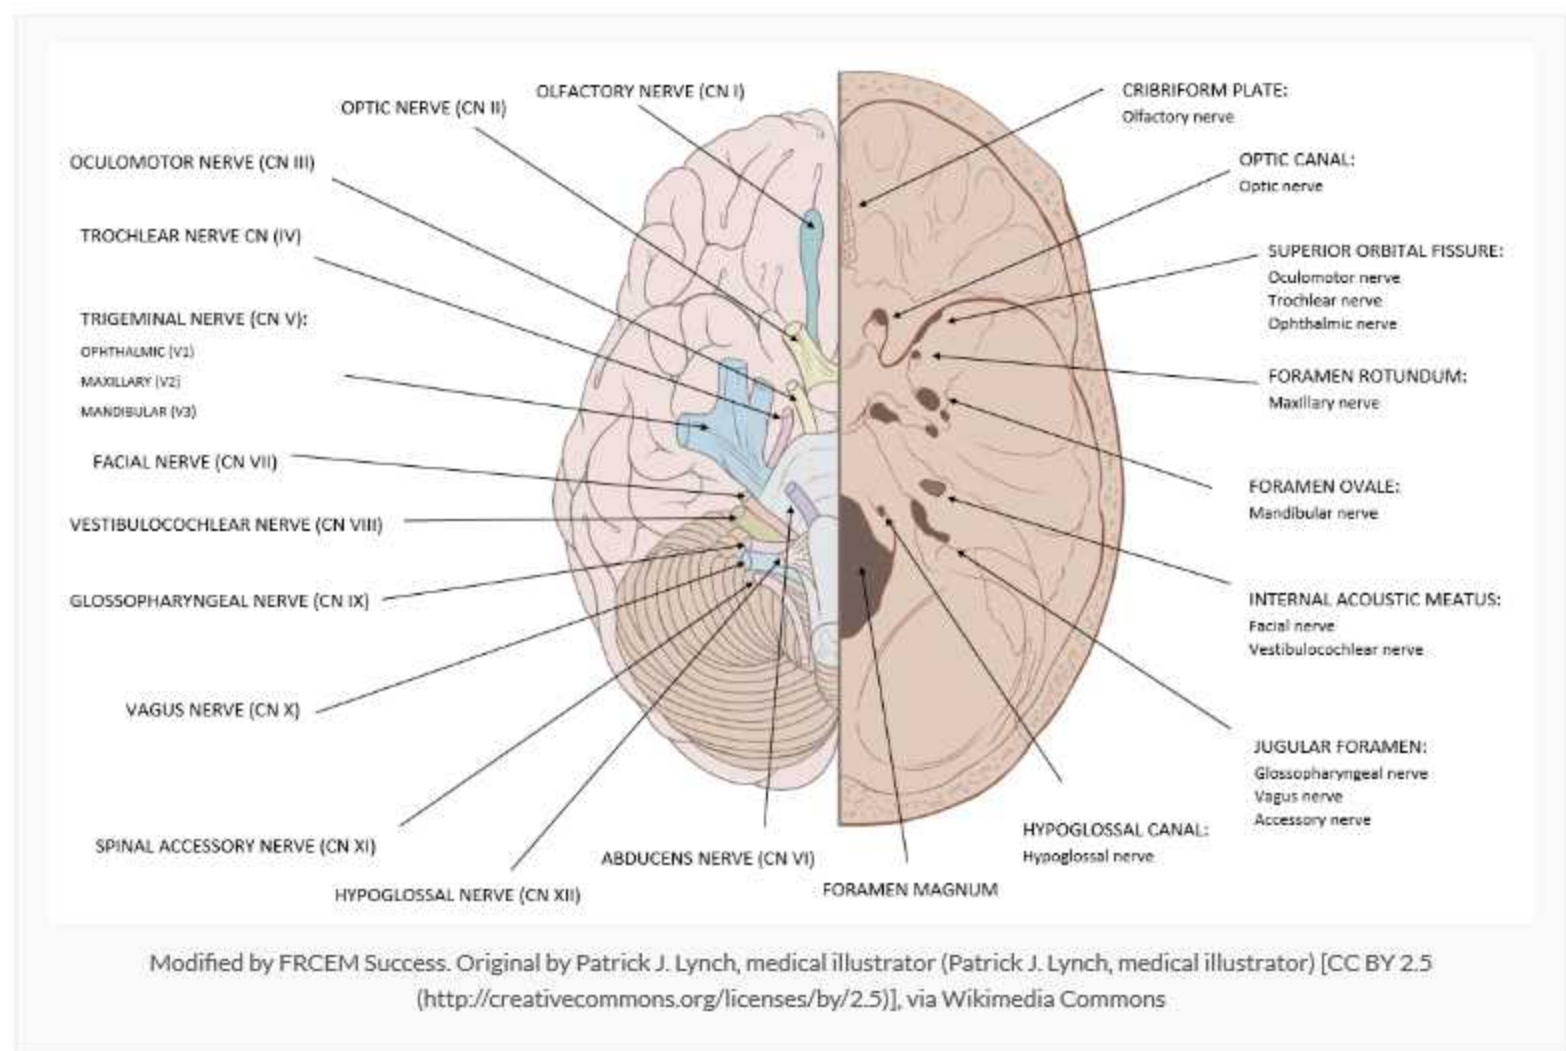 OLFACTORY NERVE (CN I)
OPTIC NERVE (CN II)
OCULOMOTOR NERVE (CN III)
TROCHLEAR NERVE CN (IV)
TRIGEMINAL NERVE (CN V):
OPHTHALMIC (V1)
MAXILLARY (V2)
MANDIBULAR (V3)
FACIAL NERVE (CN VII)
VESTIBULOCOCHLEAR NERVE (CN VIII)
GLOSSOPHARYNGEAL NERVE (CN IX)
VAGUS NERVE (CN X)
SPINAL ACCESSORY NERVE (CN XI)
HYPOGLOSSAL NERVE (CN XII)
ABDUCENS NERVE (CN VI)
CRIBRIFORM PLATE:
Olfactory nerve
OPTIC CANAL:
Optic nerve
SUPERIOR ORBITAL FISSURE:
Oculomotor nerve
Trochlear nerve
Ophthalmic nerve
FORAMEN ROTUNDUM:
Maxillary nerve
FORAMEN OVALE:
Mandibular nerve
INTERNAL ACOUSTIC MEATUS:
Facial nerve
Vestibulocochlear nerve
JUGULAR FORAMEN:
Glossopharyngeal nerve
Vagus nerve
Accessory nerve
HYPOGLOSSAL CANAL:
Hypoglossal nerve
FORAMEN MAGNUM
Modified by FRCEM Success. Original by Patrick J. Lynch, medical illustrator (Patrick J. Lynch, medical illustrator) [CC BY 2.5
(http://creativecommons.org/licenses/by/2.5)], via Wikimedia Commons